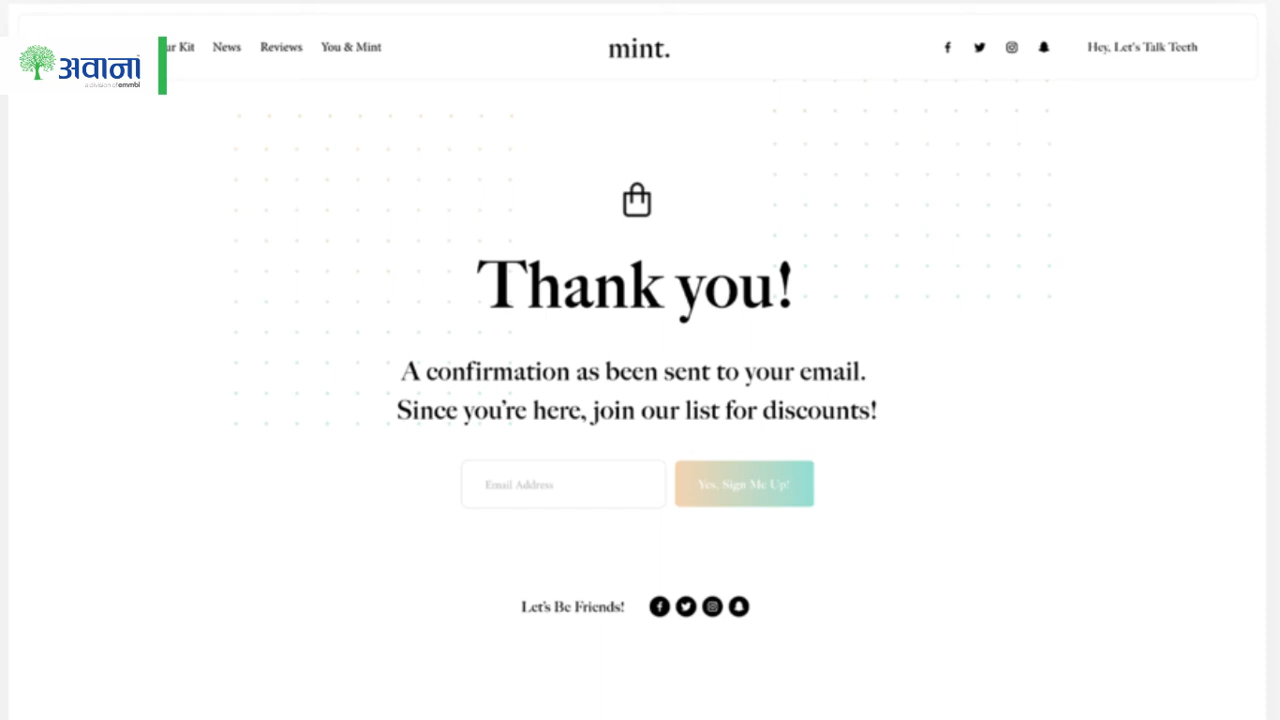 अवाना
a division of emmbi
News
Reviews
You & Mint
mint.
Hey, Let's Talk Teeth
Thank you!
A confirmation as been sent to your email.
Since you're here, join our list for discounts!
Email Address
Yes, Sign Me Up!
Let's Be Friends!